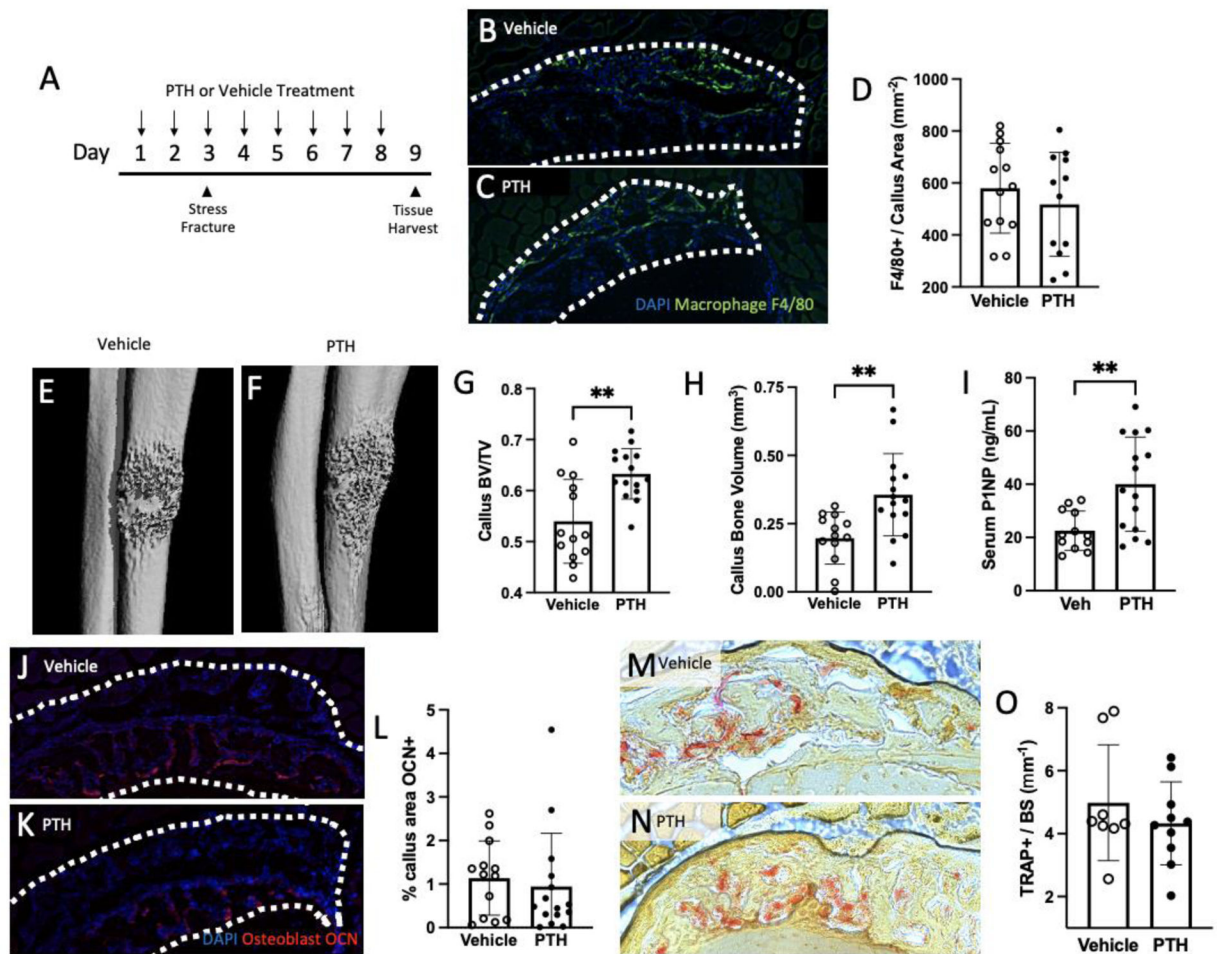 A
PTH or Vehicle Treatment
Day 1 2 3 4 5 6 7 8 9
Stress
Fracture
Tissue
Harvest
B Vehicle
C PTH
DAPI Macrophage F4/80
D
F4/80+ / Callus Area (mm⁻²)
1000
800
600
400
200
Vehicle PTH
Vehicle
E
PTH
F
G
Callus BV/TV
0.8
0.7
0.6
0.5
0.4
**
Vehicle PTH
H
Callus Bone Volume (mm³)
0.75
0.50
0.25
0.00
**
Vehicle PTH
I
Serum P1NP (ng/mL)
80
60
40
20
0
**
Veh PTH
J Vehicle
K PTH
DAPI Osteoblast OCN
L
% callus area OCN+
5
4
3
2
1
0
Vehicle PTH
M Vehicle
N PTH
O
TRAP+ / BS (mm⁻¹)
8
6
4
2
Vehicle PTH